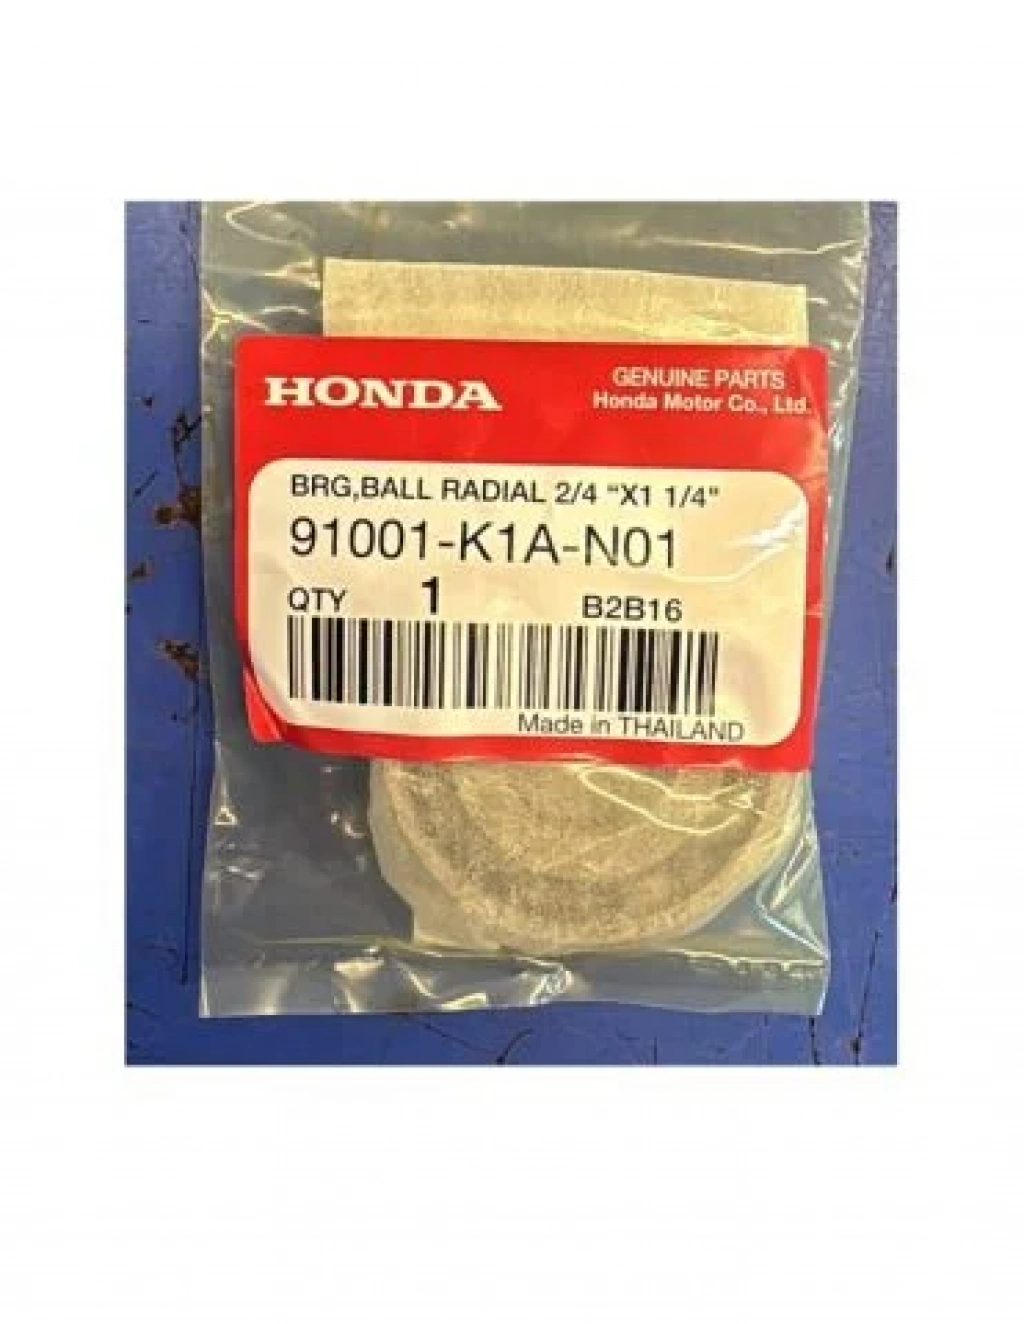 HONDA
GENUINE PARTS
Honda Motor Co., Ltd.
BRG,BALL RADIAL 2/4 "X1 1/4"
91001-K1A-N01
QTY 1 B2B16
Made in THAILAND